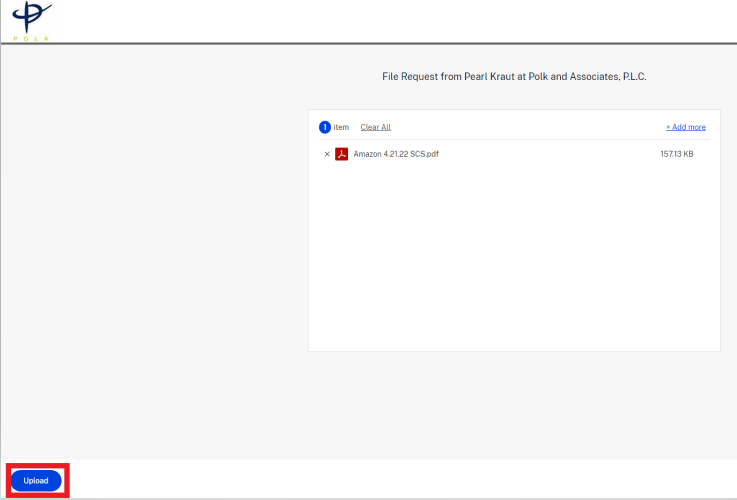 POLK
File Request from Pearl Kraut at Polk and Associates, P.L.C.
1 item Clear All + Add more
Amazon 4.21.22 SCS.pdf 157.13 KB
Upload